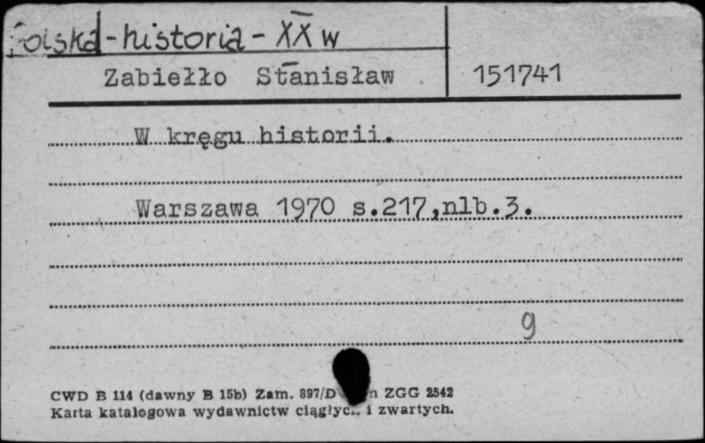 Polska - historia - XX w
Zabiełło Stanisław 151741
W kręgu historii.
Warszawa 1970 s.217,nlb.3.
9
CWD B 114 (dawny B 15b) Zam. 897/D ZGG 2542
Karta katalogowa wydawnictw i zwartych.